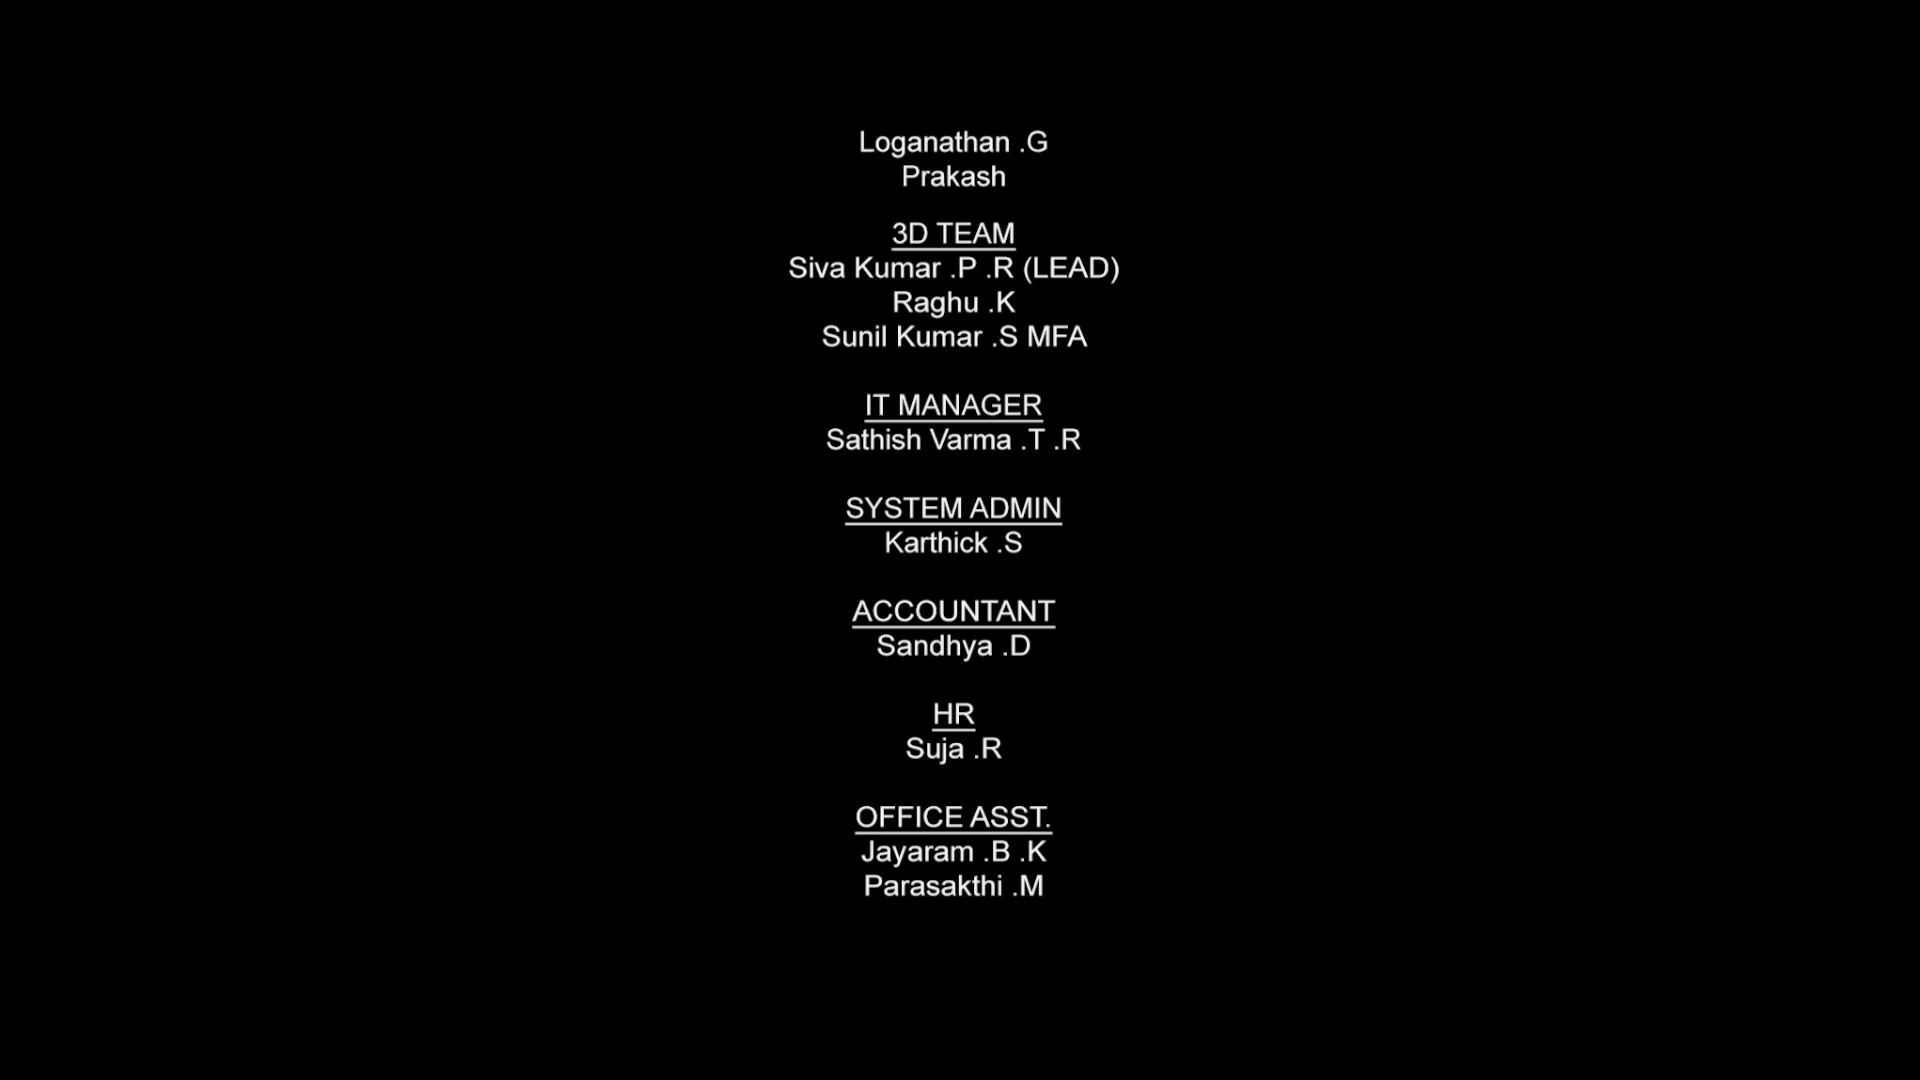 Loganathan .G
Prakash
3D TEAM
Siva Kumar .P .R (LEAD)
Raghu .K
Sunil Kumar .S MFA
IT MANAGER
Sathish Varma .T .R
SYSTEM ADMIN
Karthick .S
ACCOUNTANT
Sandhya .D
HR
Suja .R
OFFICE ASST.
Jayaram .B .K
Parasakthi .M